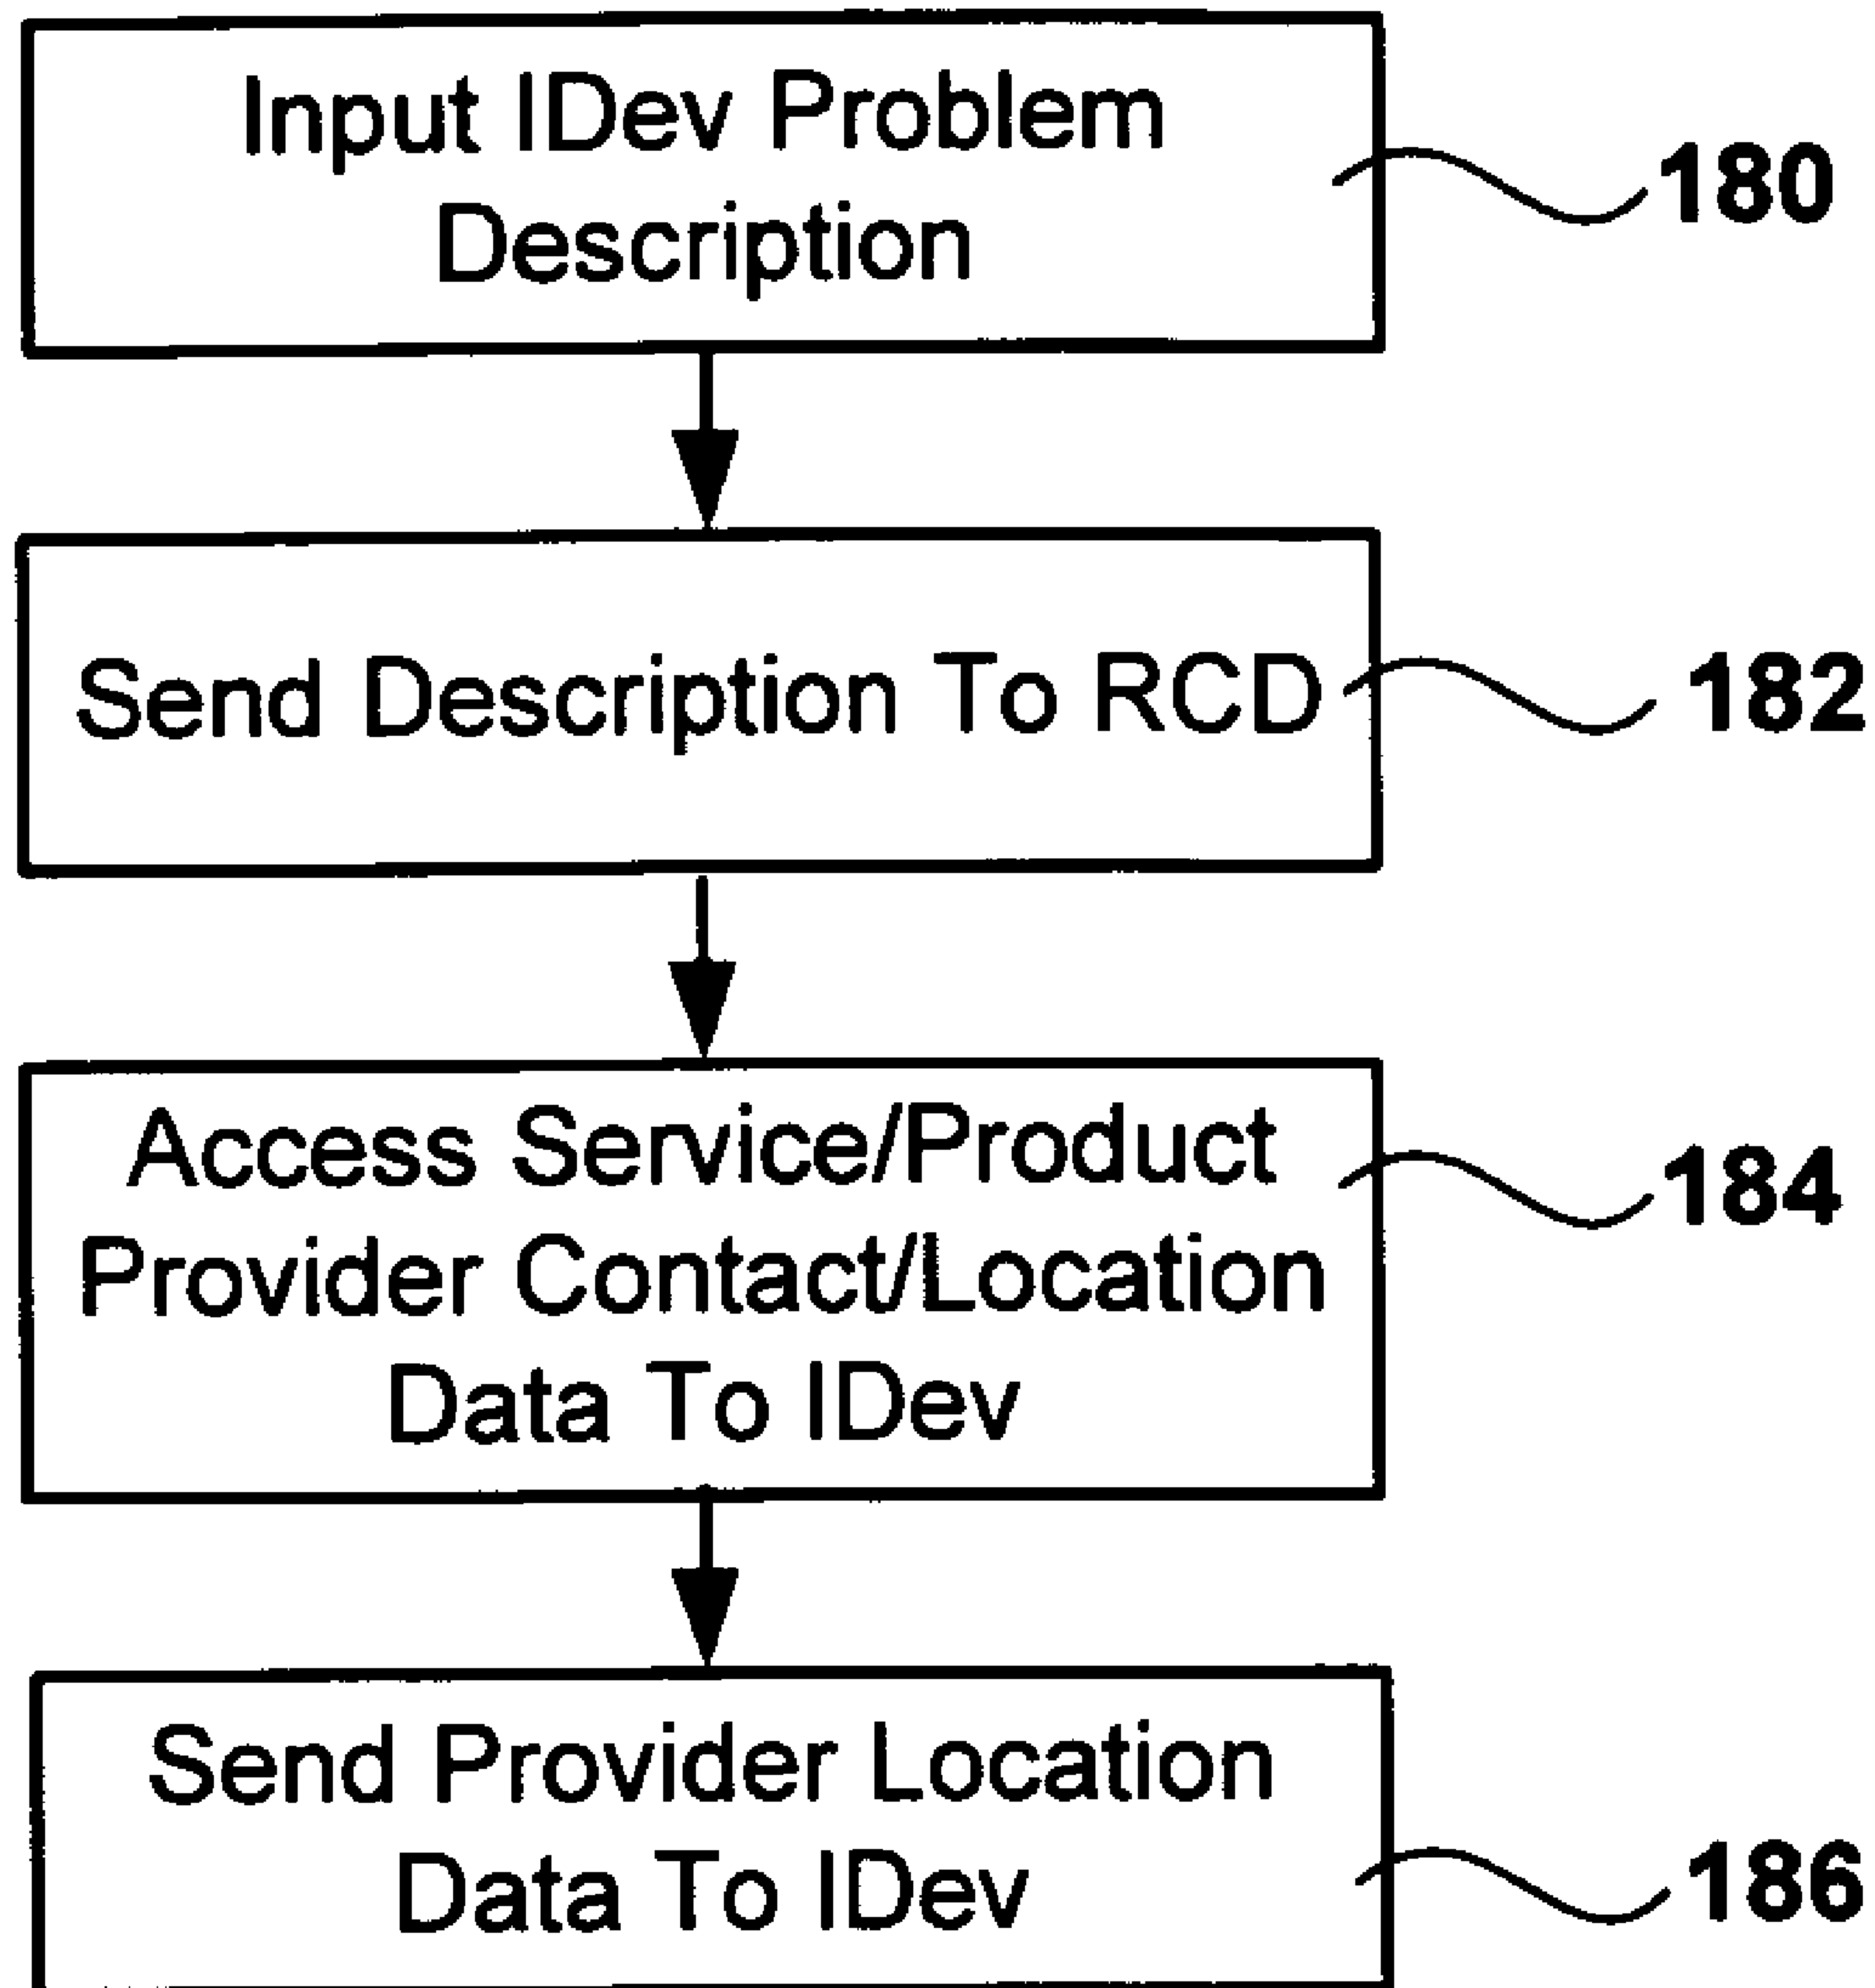 Input IDev Problem
Description
180
Send Description To RCD
182
Access Service/Product
Provider Contact/Location
Data To IDev
184
Send Provider Location
Data To IDev
186